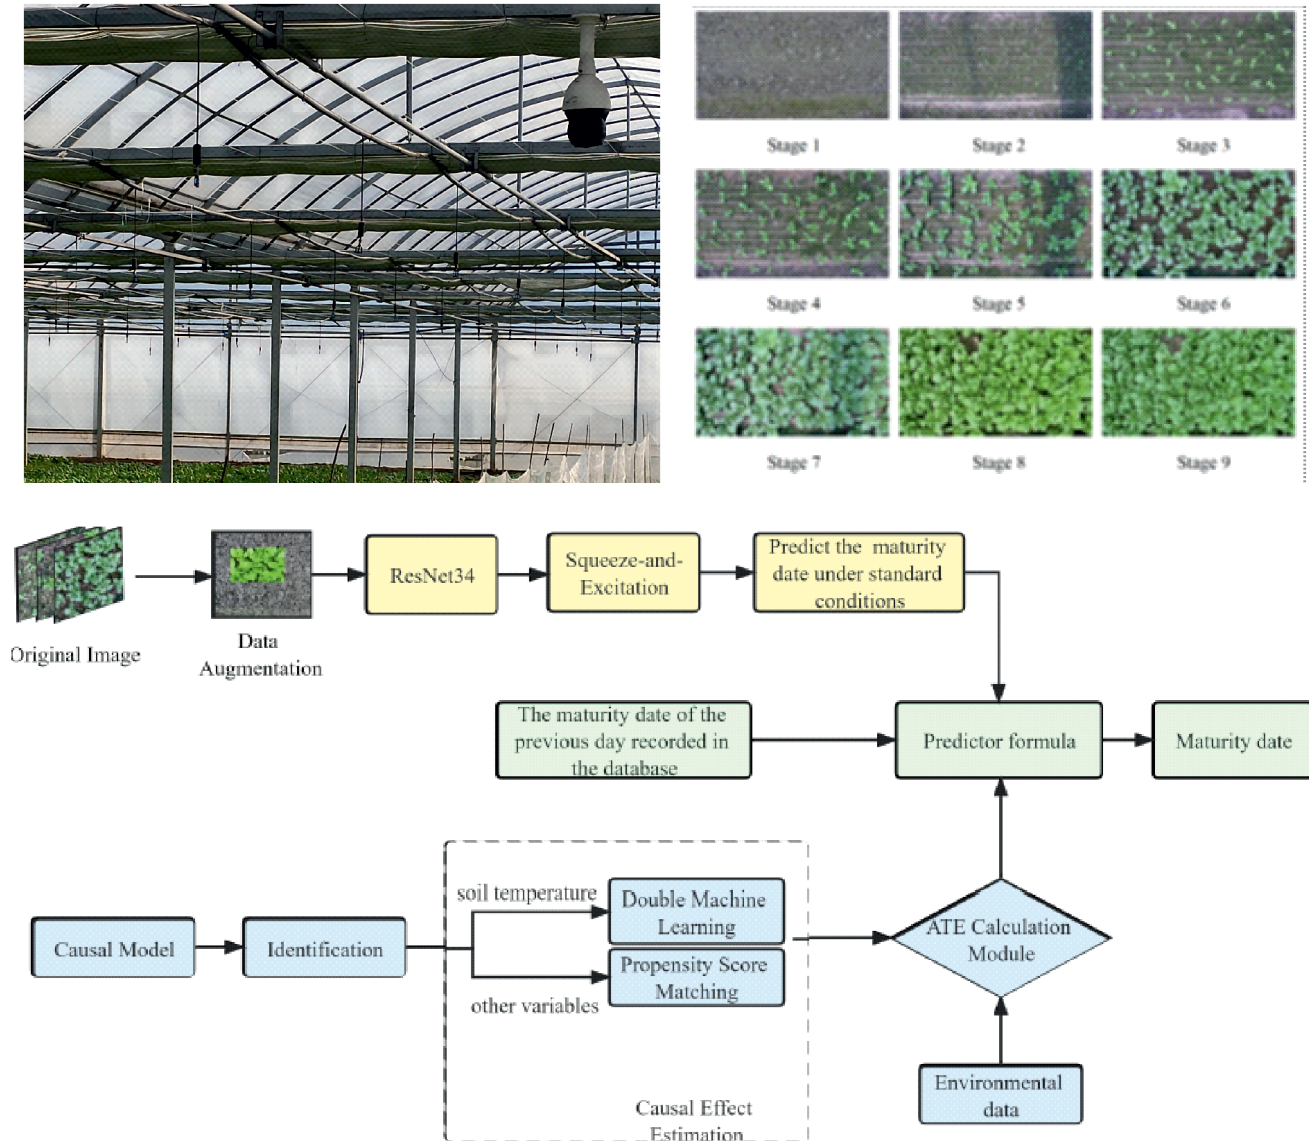 Stage 1
Stage 2
Stage 3
Stage 4
Stage 5
Stage 6
Stage 7
Stage 8
Stage 9
Original Image
Data
Augmentation
ResNet34
Squeeze-and-
Excitation
Predict the maturity
date under standard
conditions
The maturity date of the
previous day recorded in
the database
Predictor formula
Maturity date
Causal Model
Identification
soil temperature
other variables
Double Machine
Learning
Propensity Score
Matching
Causal Effect
Estimation
ATE Calculation
Module
Environmental
data